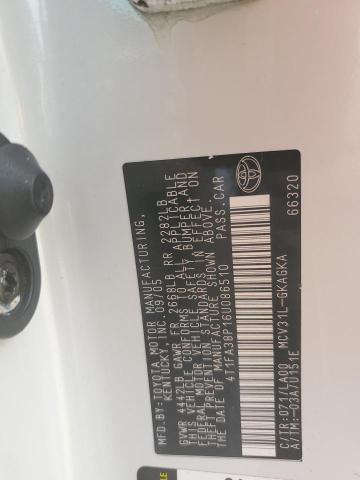 MFD.BY:TOYOTA MOTOR MANUFACTURING,
KENTUCKY, INC. 09/05
GVWR 4442LB GAWR FR 2668LB RR 2282LB
THIS VEHICLE CONFORMS TO ALL APPLICABLE
FEDERAL MOTOR VEHICLE SAFETY, BUMPER AND
THEFT PREVENTION STANDARDS IN EFFECT ON
THE DATE OF MANUFACTURE SHOWN ABOVE.
4T1FA38P16U086540 PASS.CAR
C/TR:071/LA00 MCV31L-GKAGKA
A/TM:-03A/U151E 66320